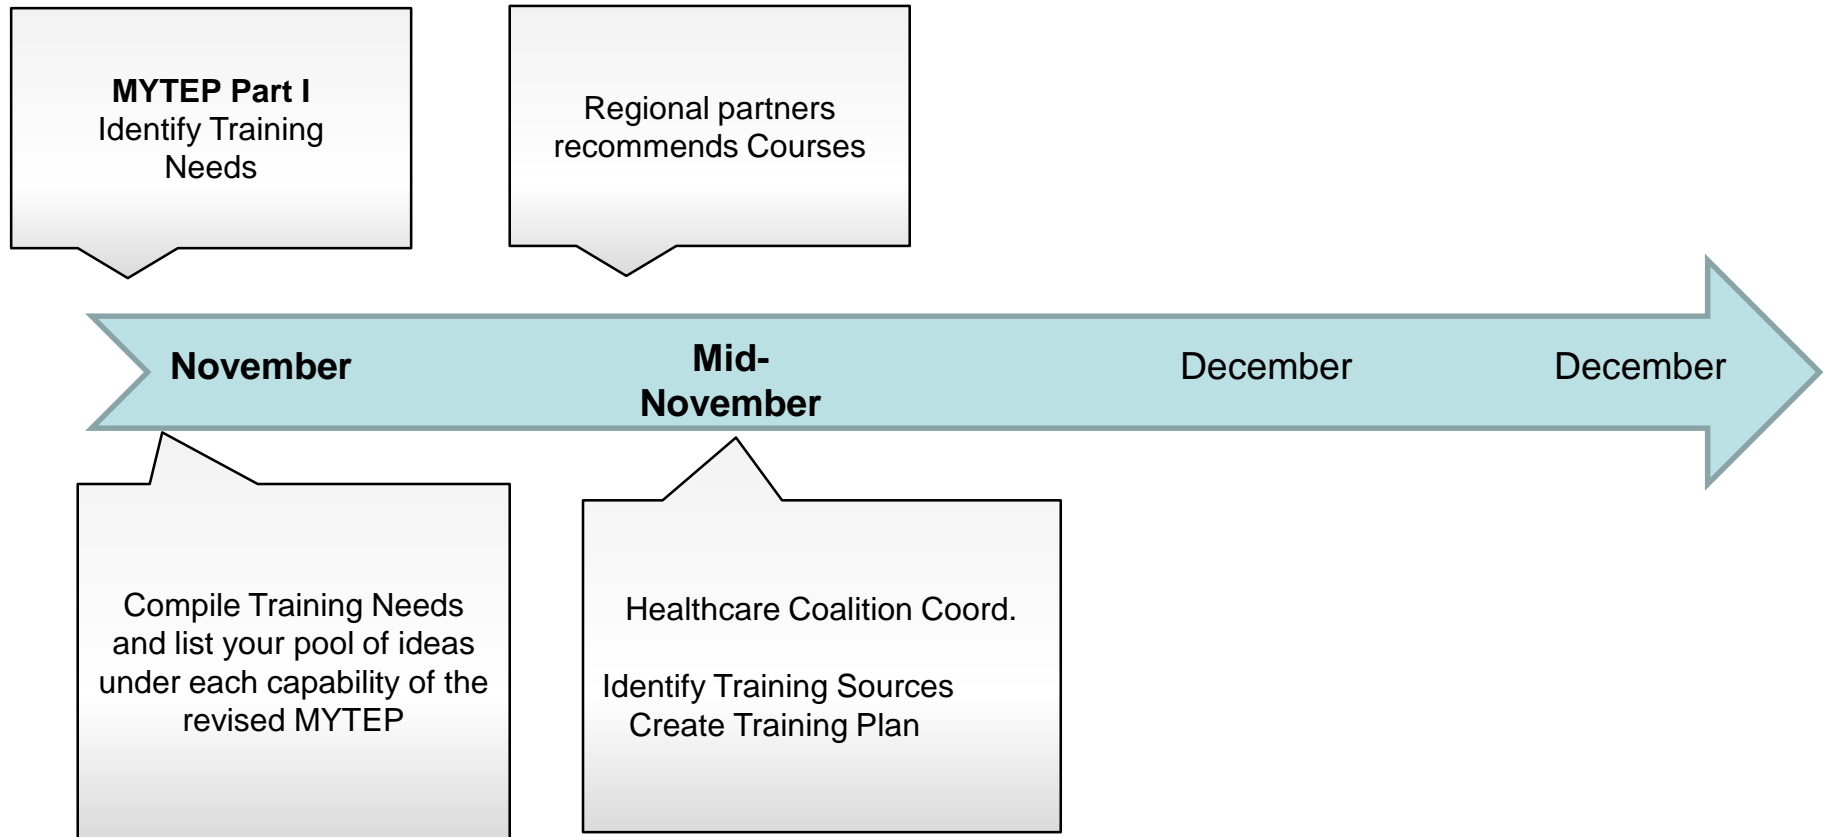 MYTEP Part I
Identify Training
Needs
Regional partners
recommends Courses
November
Mid-
November
December
December
Compile Training Needs
and list your pool of ideas
under each capability of the
revised MYTEP
Healthcare Coalition Coord.
Identify Training Sources
Create Training Plan